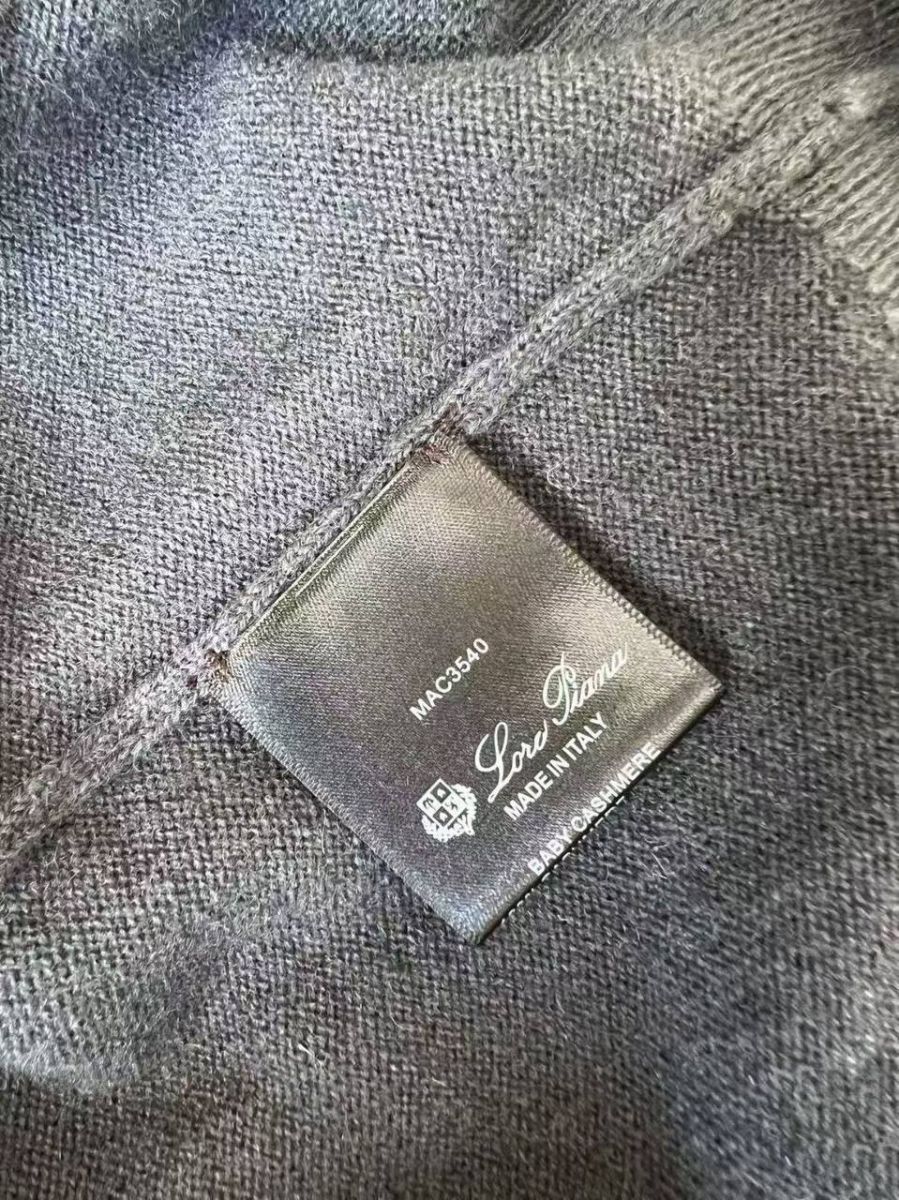 MAC3540
Loro Piana
MADE IN ITALY
BABY CASHMERE